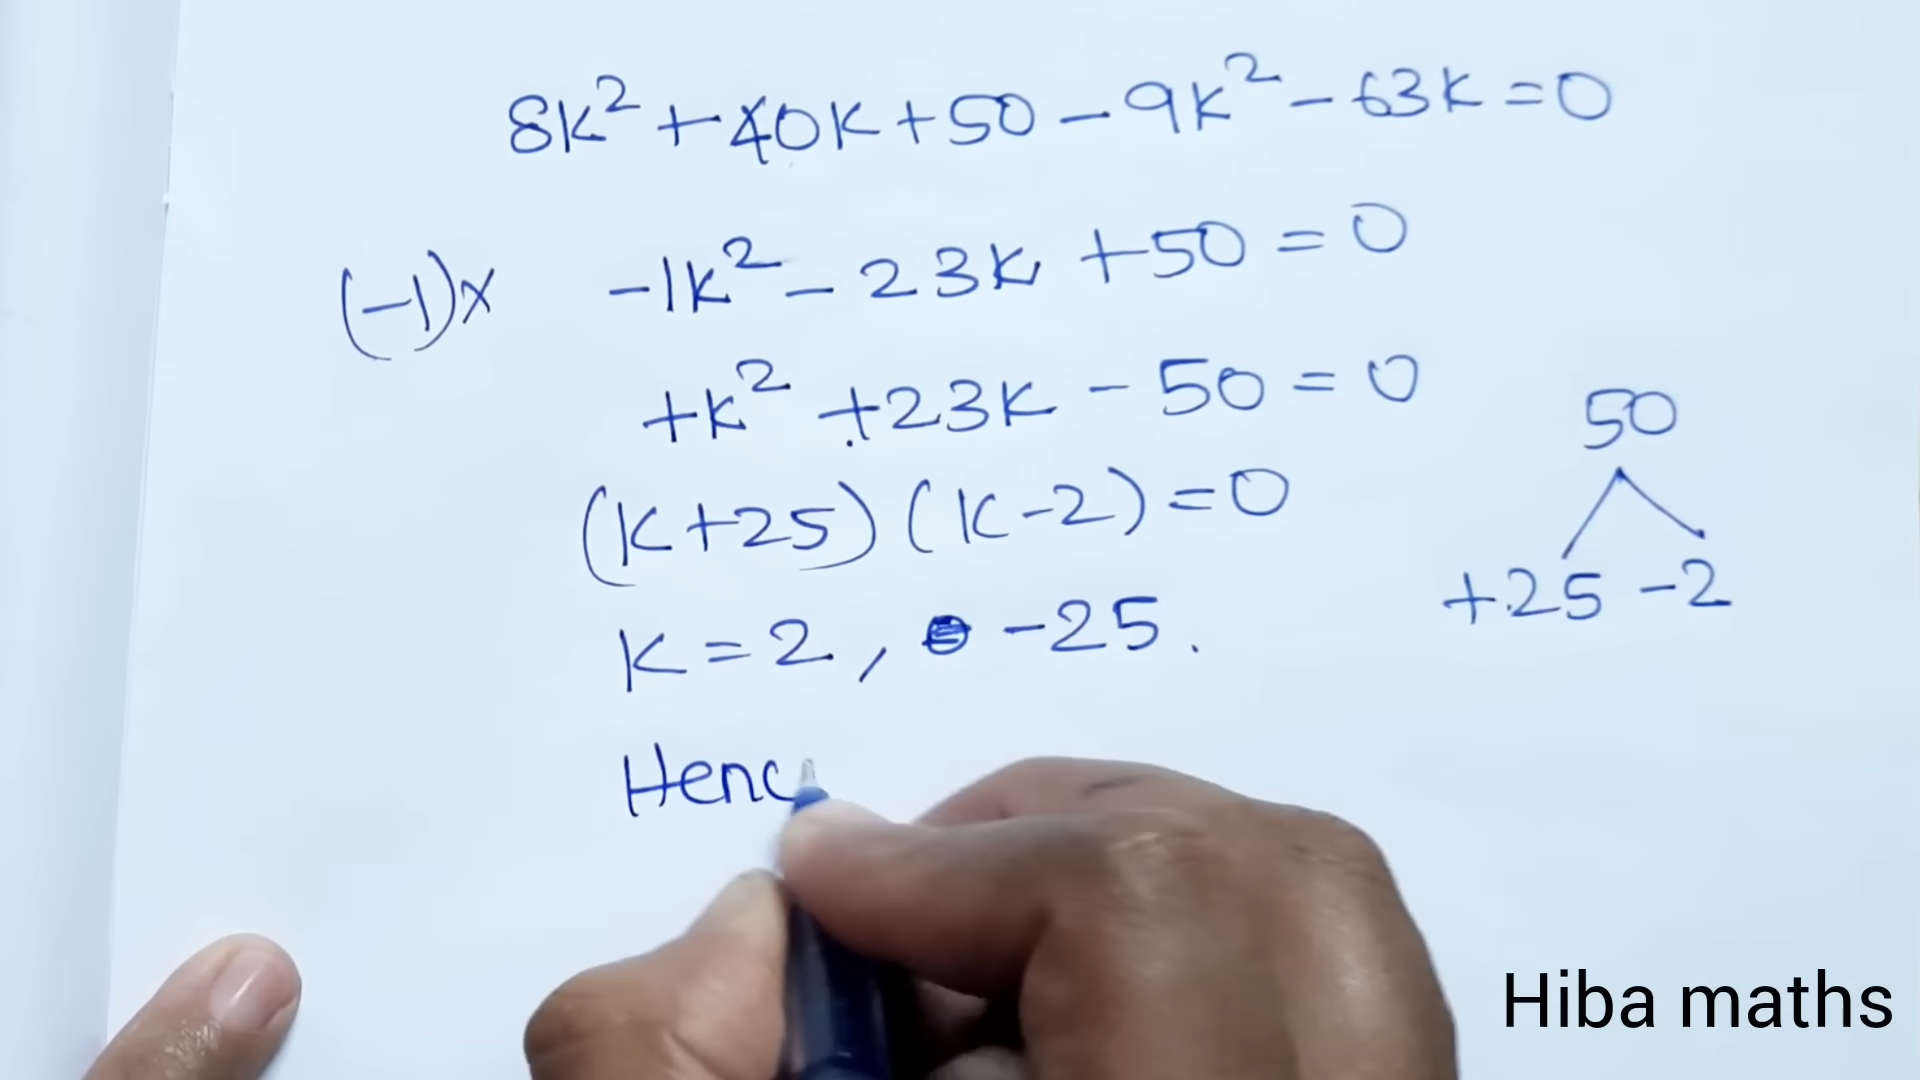 8k² + 40k + 50 - 9k² - 63k = 0
(-1)x -1k² - 23k + 50 = 0
+k² + 23k - 50 = 0
(k+25) (k-2) = 0
k = 2, -25.
Henc
50
+25 -2
Hiba maths